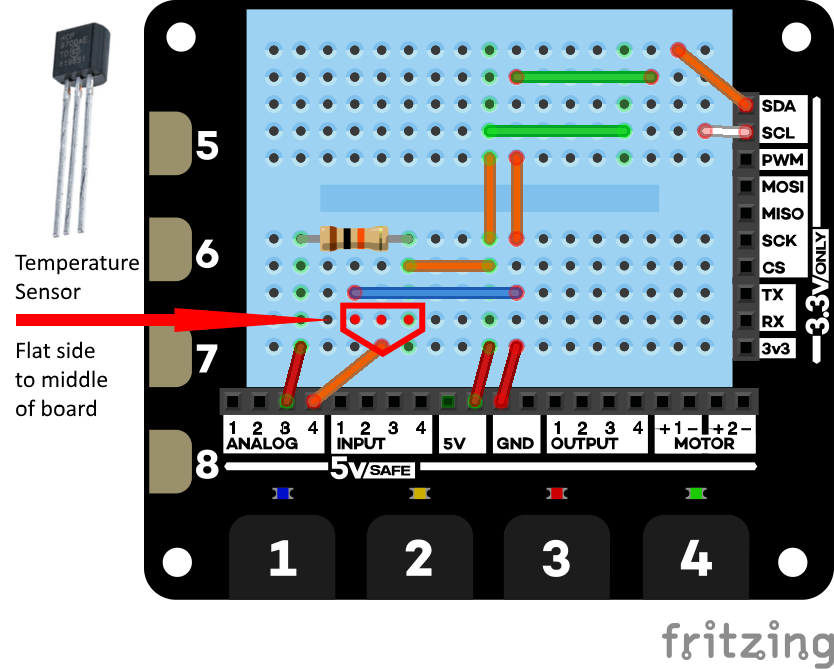 Temperature
Sensor
Flat side
to middle
of board
5
6
7
8
SDA
SCL
PWM
MOSI
MISO
SCK
CS
TX
RX
3v3
3.3v/ONLY
1 2 3 4 1 2 3 4 1 2 3 4 +1- +2-
ANALOG INPUT 5V GND OUTPUT MOTOR
5v/SAFE
1 2 3 4
fritzing